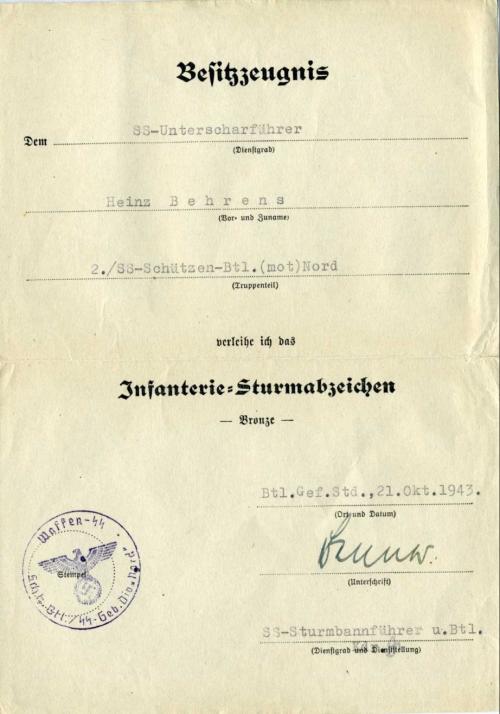 Besitzzeugnis
Dem SS-Unterscharführer
(Dienstgrad)
Heinz Behrens
(Vor- und Zuname)
2./SS-Schützen-Btl.(mot)Nord
(Truppenteil)
verleihe ich das
Infanterie-Sturmabzeichen
— Bronze —
Btl.Gef.Std.,21.Okt.1943.
(Ort und Datum)
Waffen-SS
Stempel
(Unterschrift)
SS-Sturmbannführer u.Btl.
(Dienstgrad und Dienststellung)